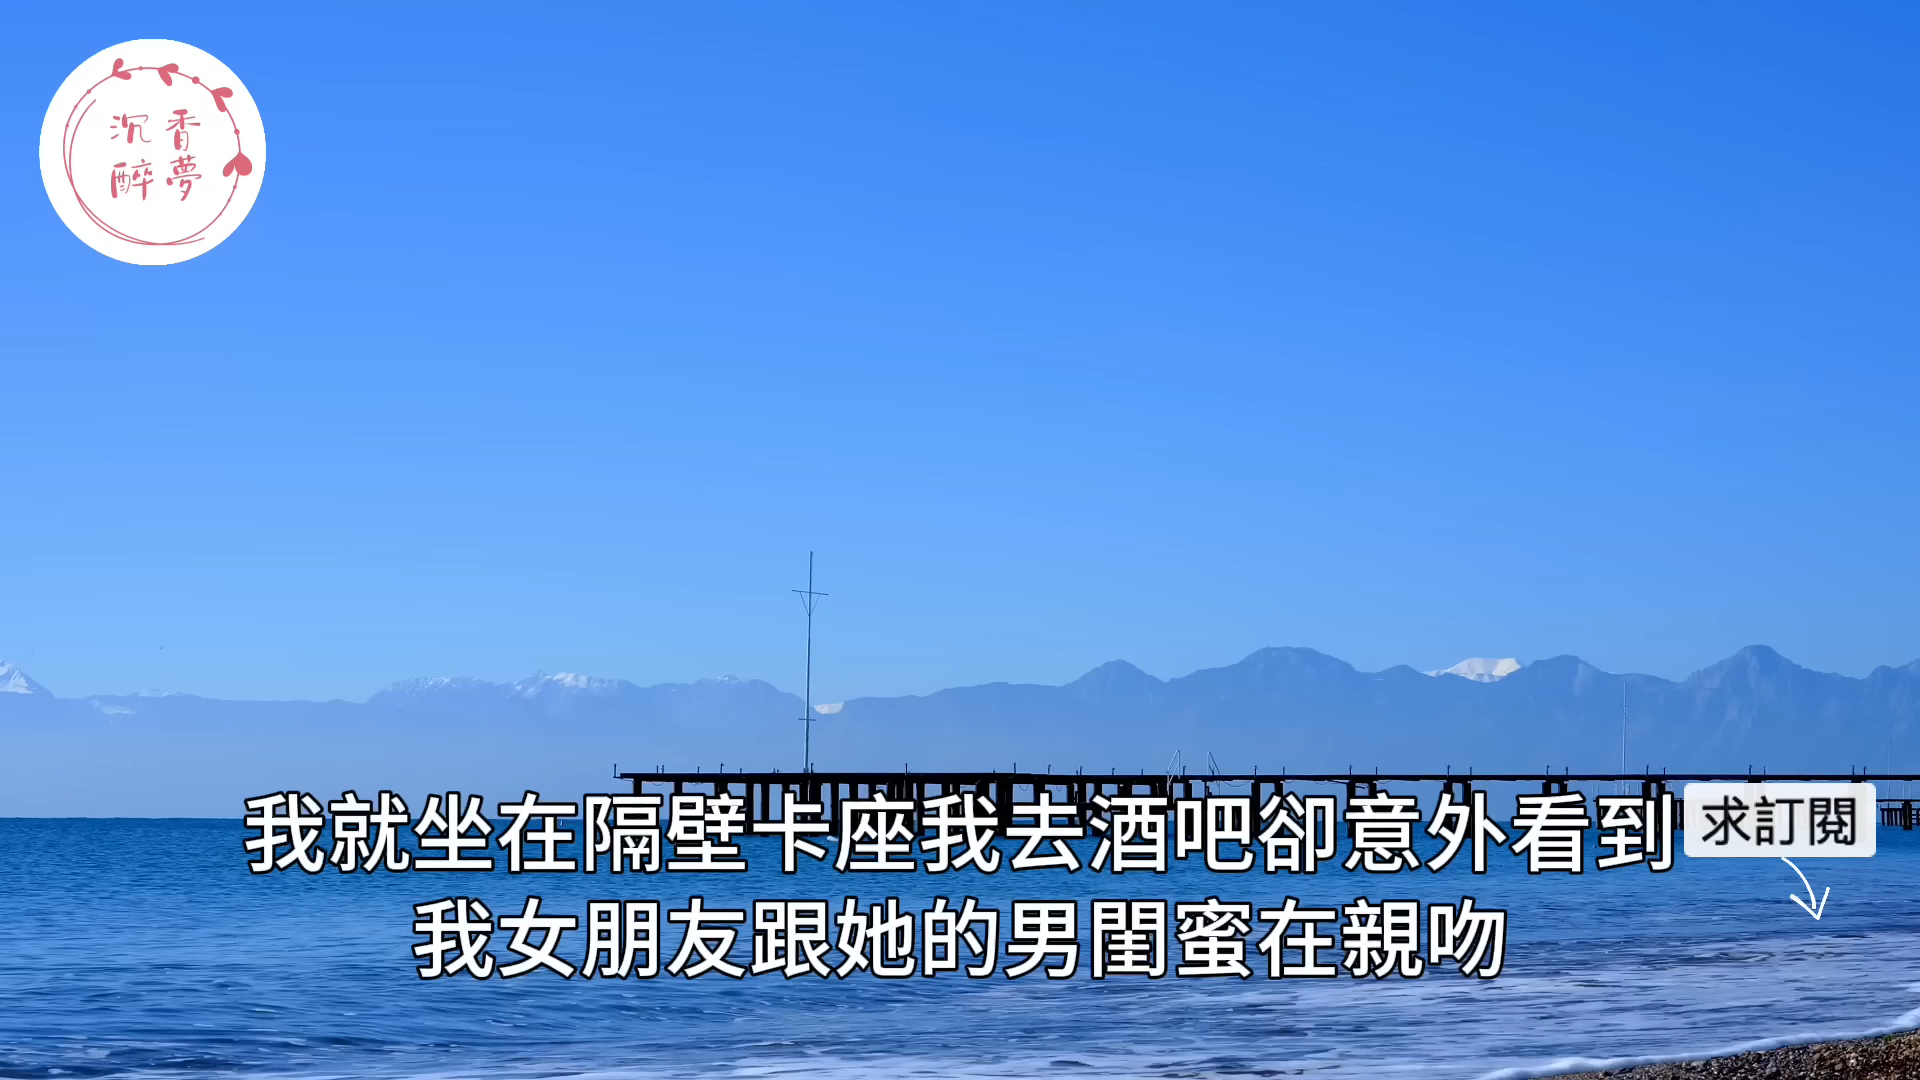 沉香
醉夢
我就坐在隔壁卡座我去酒吧卻意外看到
求訂閱
我女朋友跟她的男閨蜜在親吻